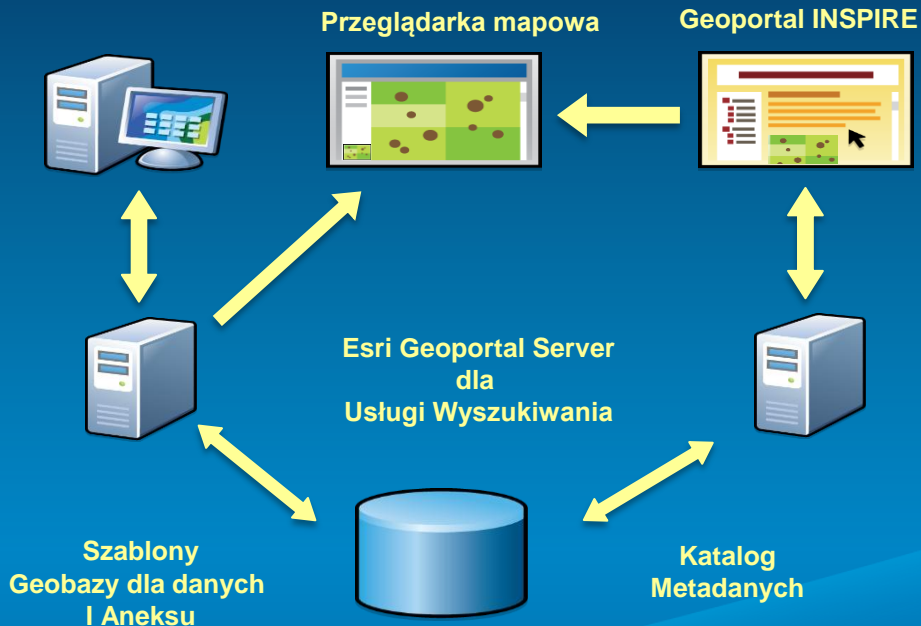 Przeglądarka mapowa
Geoportal INSPIRE
Esri Geoportal Server
dla
Usługi Wyszukiwania
Szablony
Geobazy dla danych
I Aneksu
Katalog
Metadanych